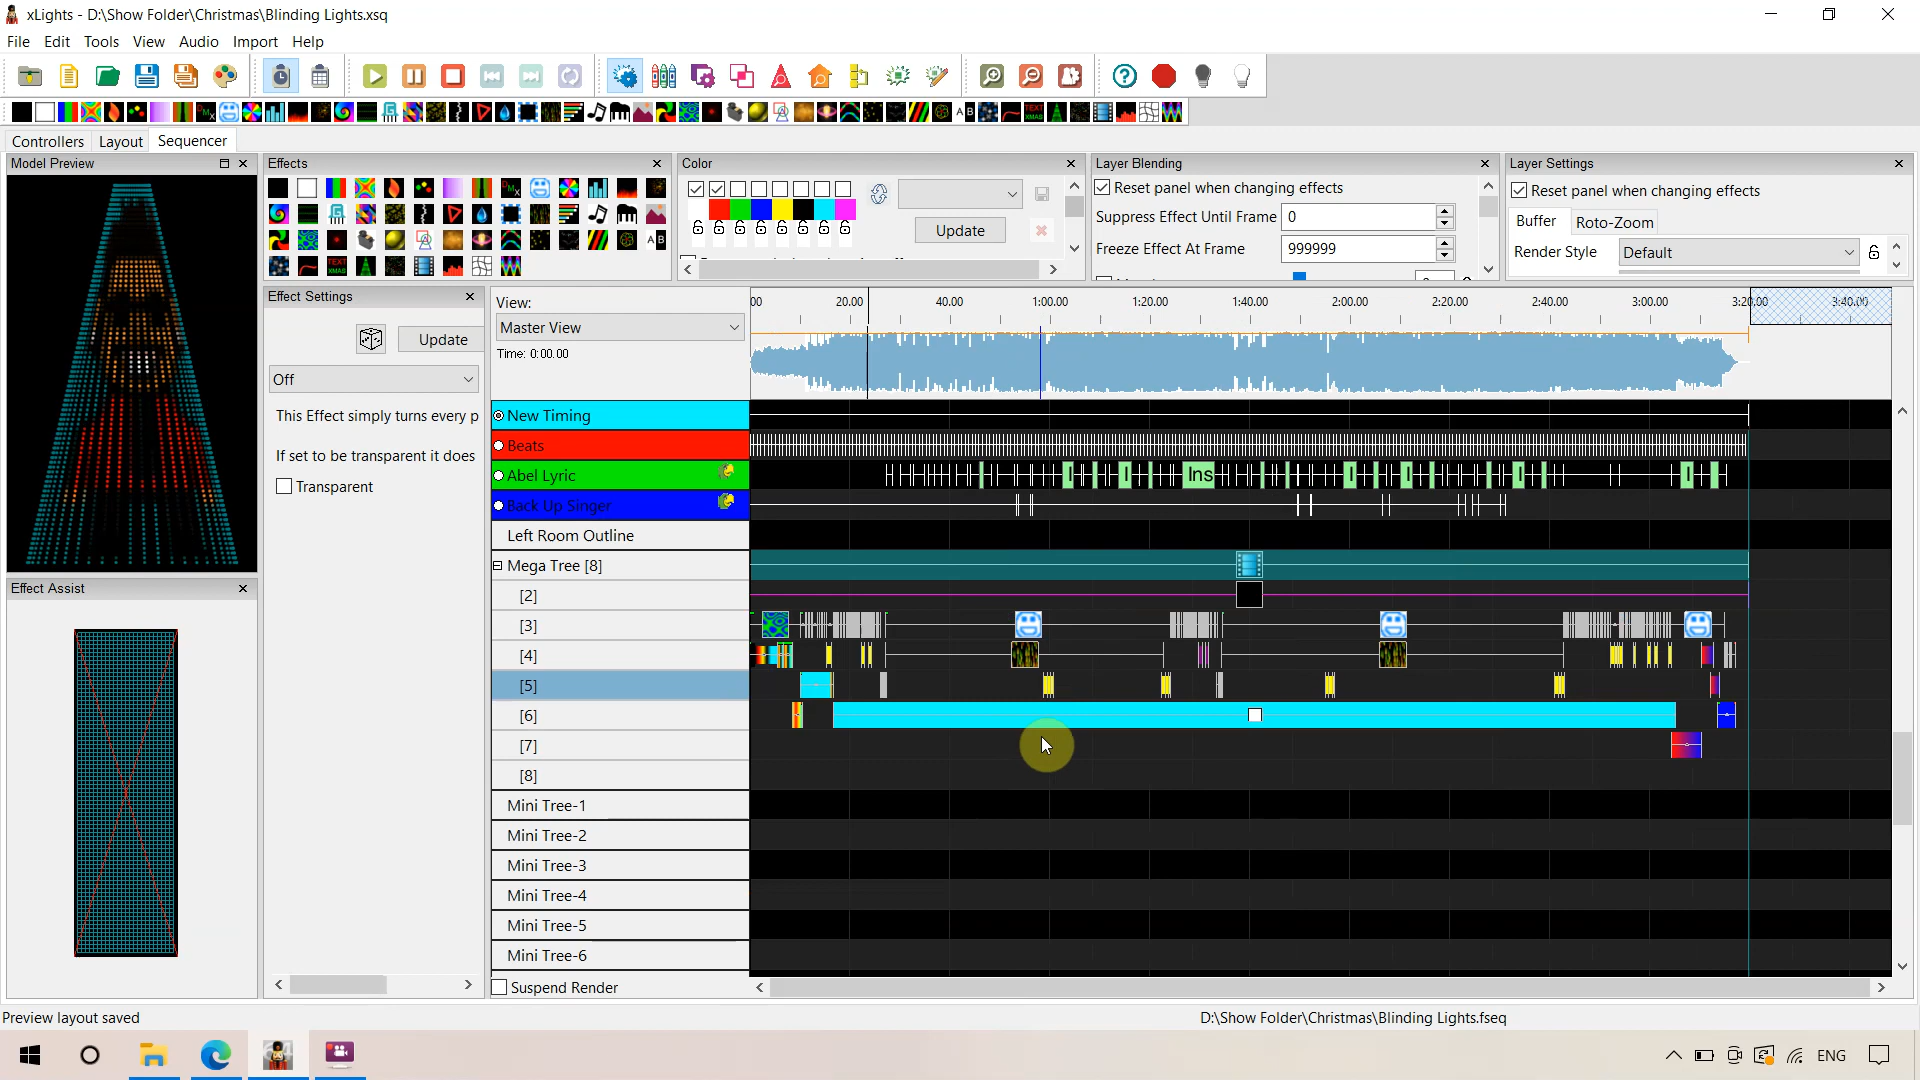 xLights - D:\Show Folder\Christmas\Blinding Lights.xsq
File Edit Tools View Audio Import Help
Controllers Layout Sequencer
Model Preview
Effects
Color
Update
Layer Blending
Reset panel when changing effects
Suppress Effect Until Frame 0
Freeze Effect At Frame 999999
Layer Settings
Reset panel when changing effects
Buffer Roto-Zoom
Render Style Default
Effect Settings
Update
Off
This Effect simply turns every p
If set to be transparent it does
Transparent
Effect Assist
View:
Master View
Time: 0:00.00
00 20.00 40.00 1:00.00 1:20.00 1:40.00 2:00.00 2:20.00 2:40.00 3:00.00 3:20.00 3:40.00
New Timing
Beats
Abel Lyric
Ins
Back Up Singer
Left Room Outline
Mega Tree [8]
[2]
[3]
[4]
[5]
[6]
[7]
[8]
Mini Tree-1
Mini Tree-2
Mini Tree-3
Mini Tree-4
Mini Tree-5
Mini Tree-6
Suspend Render
Preview layout saved
D:\Show Folder\Christmas\Blinding Lights.fseq
ENG